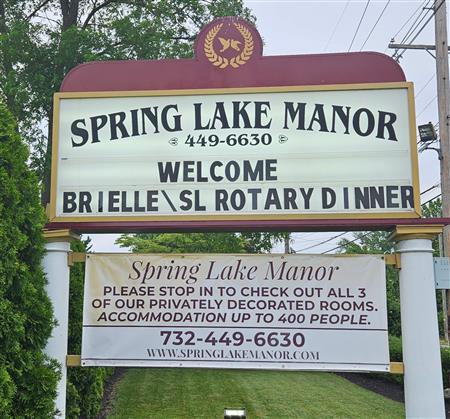 SPRING LAKE MANOR
449-6630
WELCOME
BRIELLE\SL ROTARY DINNER
Spring Lake Manor
PLEASE STOP IN TO CHECK OUT ALL 3
OF OUR PRIVATELY DECORATED ROOMS.
ACCOMMODATION UP TO 400 PEOPLE.
732-449-6630
WWW.SPRINGLAKEMANOR.COM